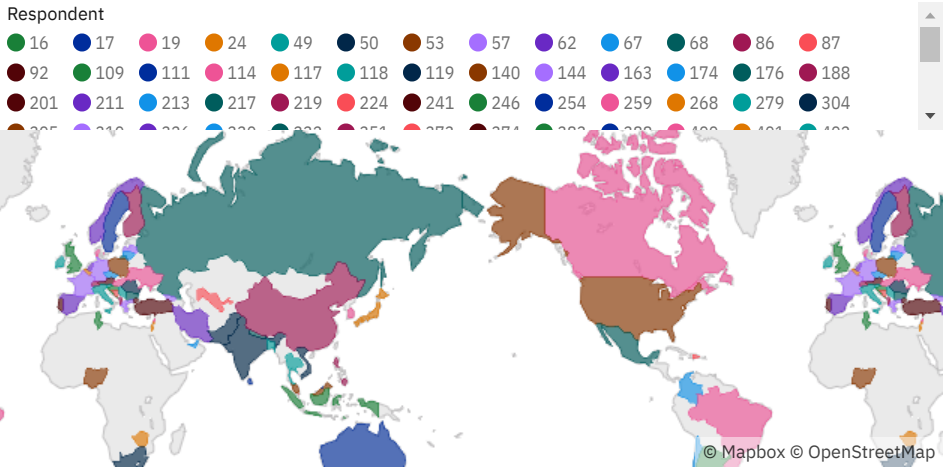 Respondent
16 17 19 24 49 50 53 57 62 67 68 86 87
92 109 111 114 117 118 119 140 144 163 174 176 188
201 211 213 217 219 224 241 246 254 259 268 279 304
© Mapbox © OpenStreetMap